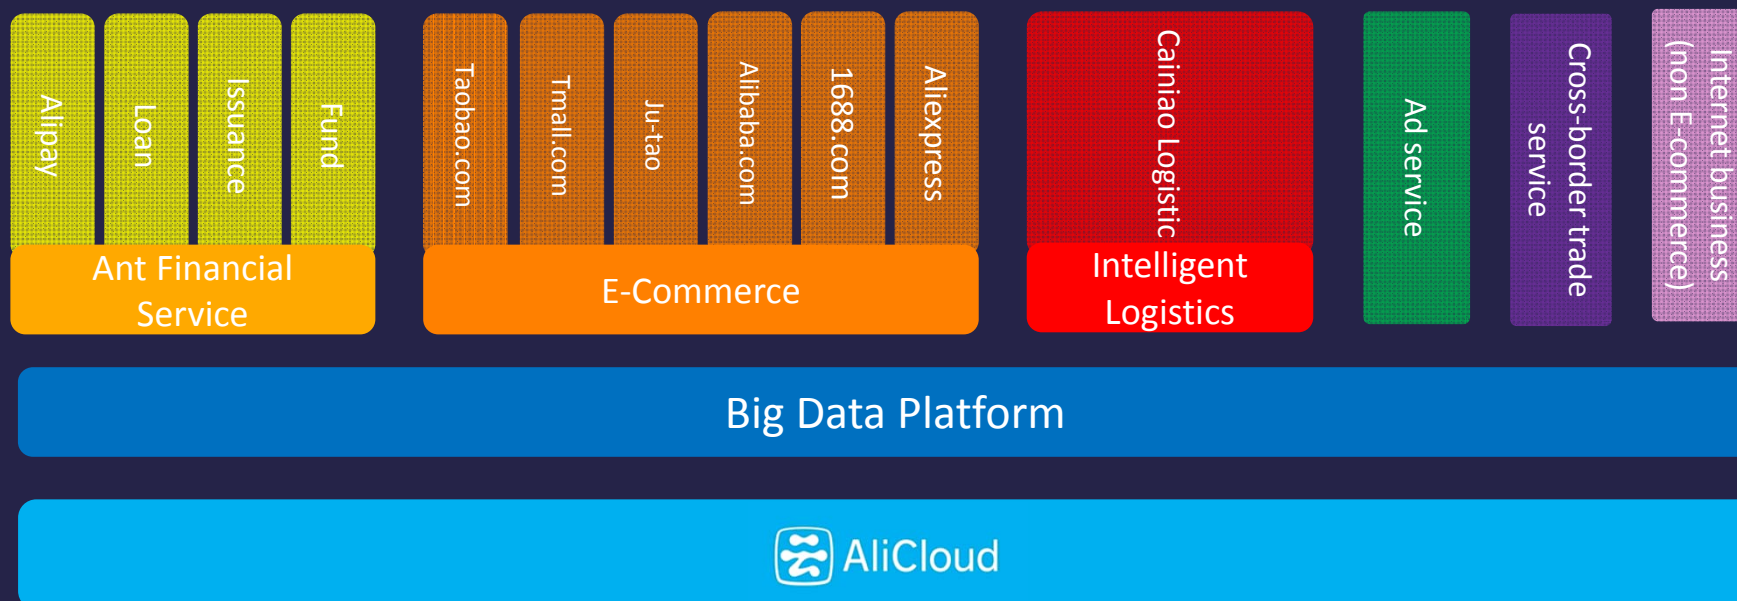 Alipay
Loan
Issuance
Fund
Taobao.com
Tmall.com
Ju-tao
Alibaba.com
1688.com
Aliexpress
Cainiao Logistic
Ad service
Cross-border trade
service
Internet business
(non E-commerce)
Ant Financial
Service
E-Commerce
Intelligent
Logistics
Big Data Platform
AliCloud